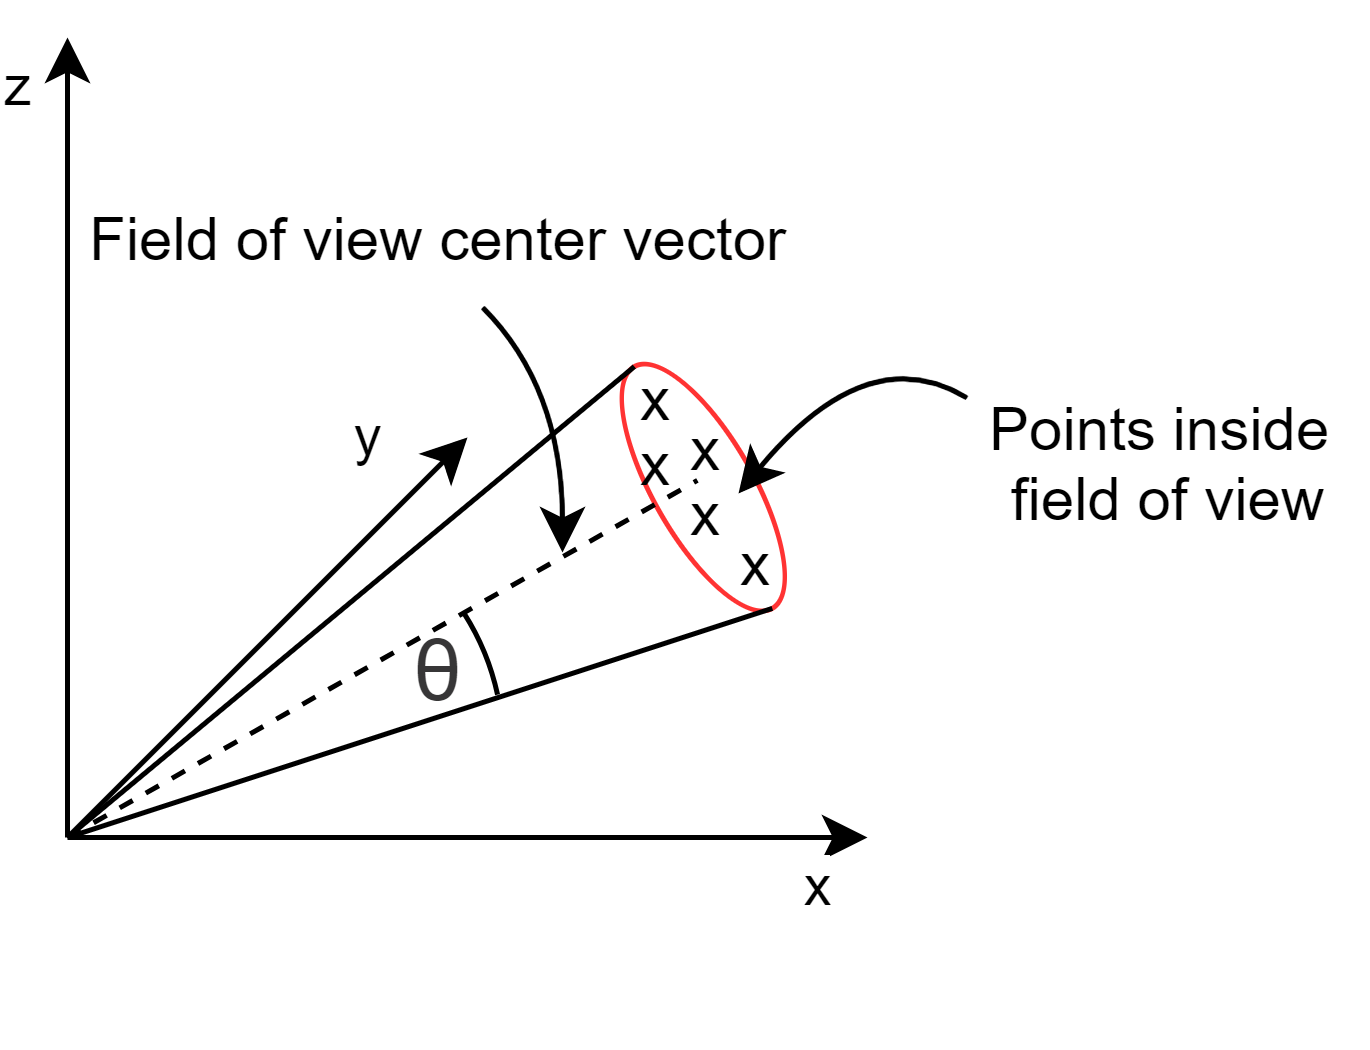 z
Field of view center vector
y
x
x
x
x
x
Points inside
field of view
θ
x